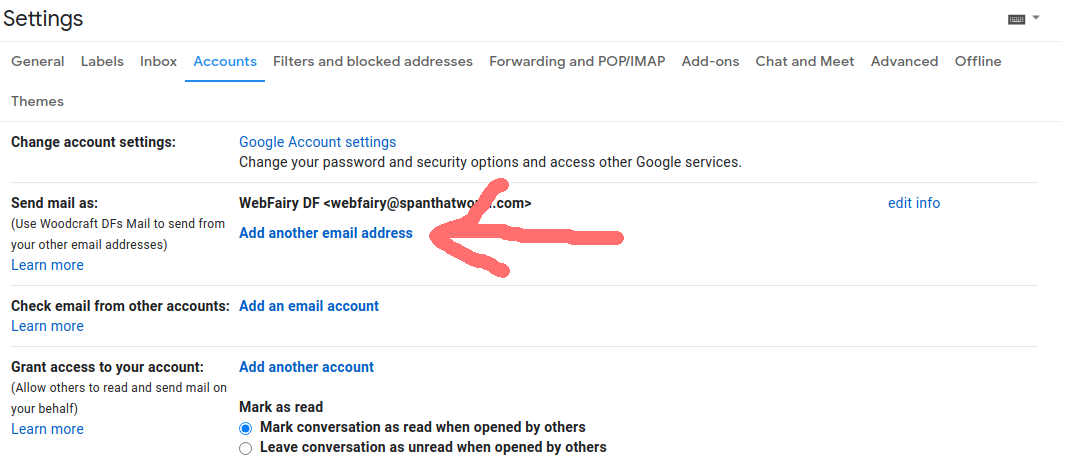 Settings
General Labels Inbox Accounts Filters and blocked addresses Forwarding and POP/IMAP Add-ons Chat and Meet Advanced Offline
Themes
Change account settings: Google Account settings
Change your password and security options and access other Google services.
Send mail as: WebFairy DF edit info
(Use Woodcraft DFs Mail to send from
your other email addresses) Add another email address
Learn more
Check email from other accounts: Add an email account
Learn more
Grant access to your account: Add another account
(Allow others to read and send mail on
your behalf)
Learn more
Mark as read
Mark conversation as read when opened by others
Leave conversation as unread when opened by others